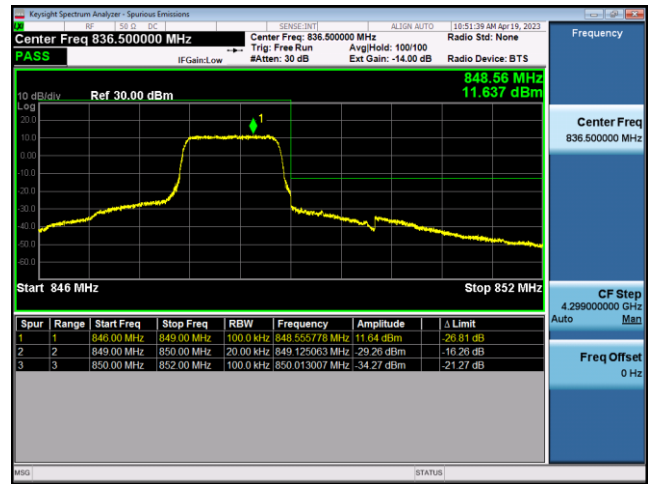 Keysight Spectrum Analyzer - Spurious Emissions
RF 50 Ω DC SENSE:INT ALIGN AUTO 10:51:39 AM Apr 19, 2023
Center Freq 836.500000 MHz Center Freq: 836.500000 MHz Radio Std: None
Trig: Free Run Avg|Hold: 100/100
PASS IFGain:Low #Atten: 30 dB Ext Gain: -14.00 dB Radio Device: BTS
848.56 MHz
10 dB/div Ref 30.00 dBm 11.637 dBm
Log
20.0
1
10.0
0.00
-10.0
-20.0
-30.0
-40.0
-50.0
-60.0
Start 846 MHz Stop 852 MHz
Spur Range Start Freq Stop Freq RBW Frequency Amplitude Δ Limit
1 1 846.00 MHz 849.00 MHz 100.0 kHz 848.555778 MHz 11.64 dBm -26.81 dB
2 2 849.00 MHz 850.00 MHz 20.00 kHz 849.125063 MHz -29.26 dBm -16.26 dB
3 3 850.00 MHz 852.00 MHz 100.0 kHz 850.013007 MHz -34.27 dBm -21.27 dB
MSG STATUS
Frequency
Center Freq
836.500000 MHz
CF Step
4.299000000 GHz
Auto Man
Freq Offset
0 Hz